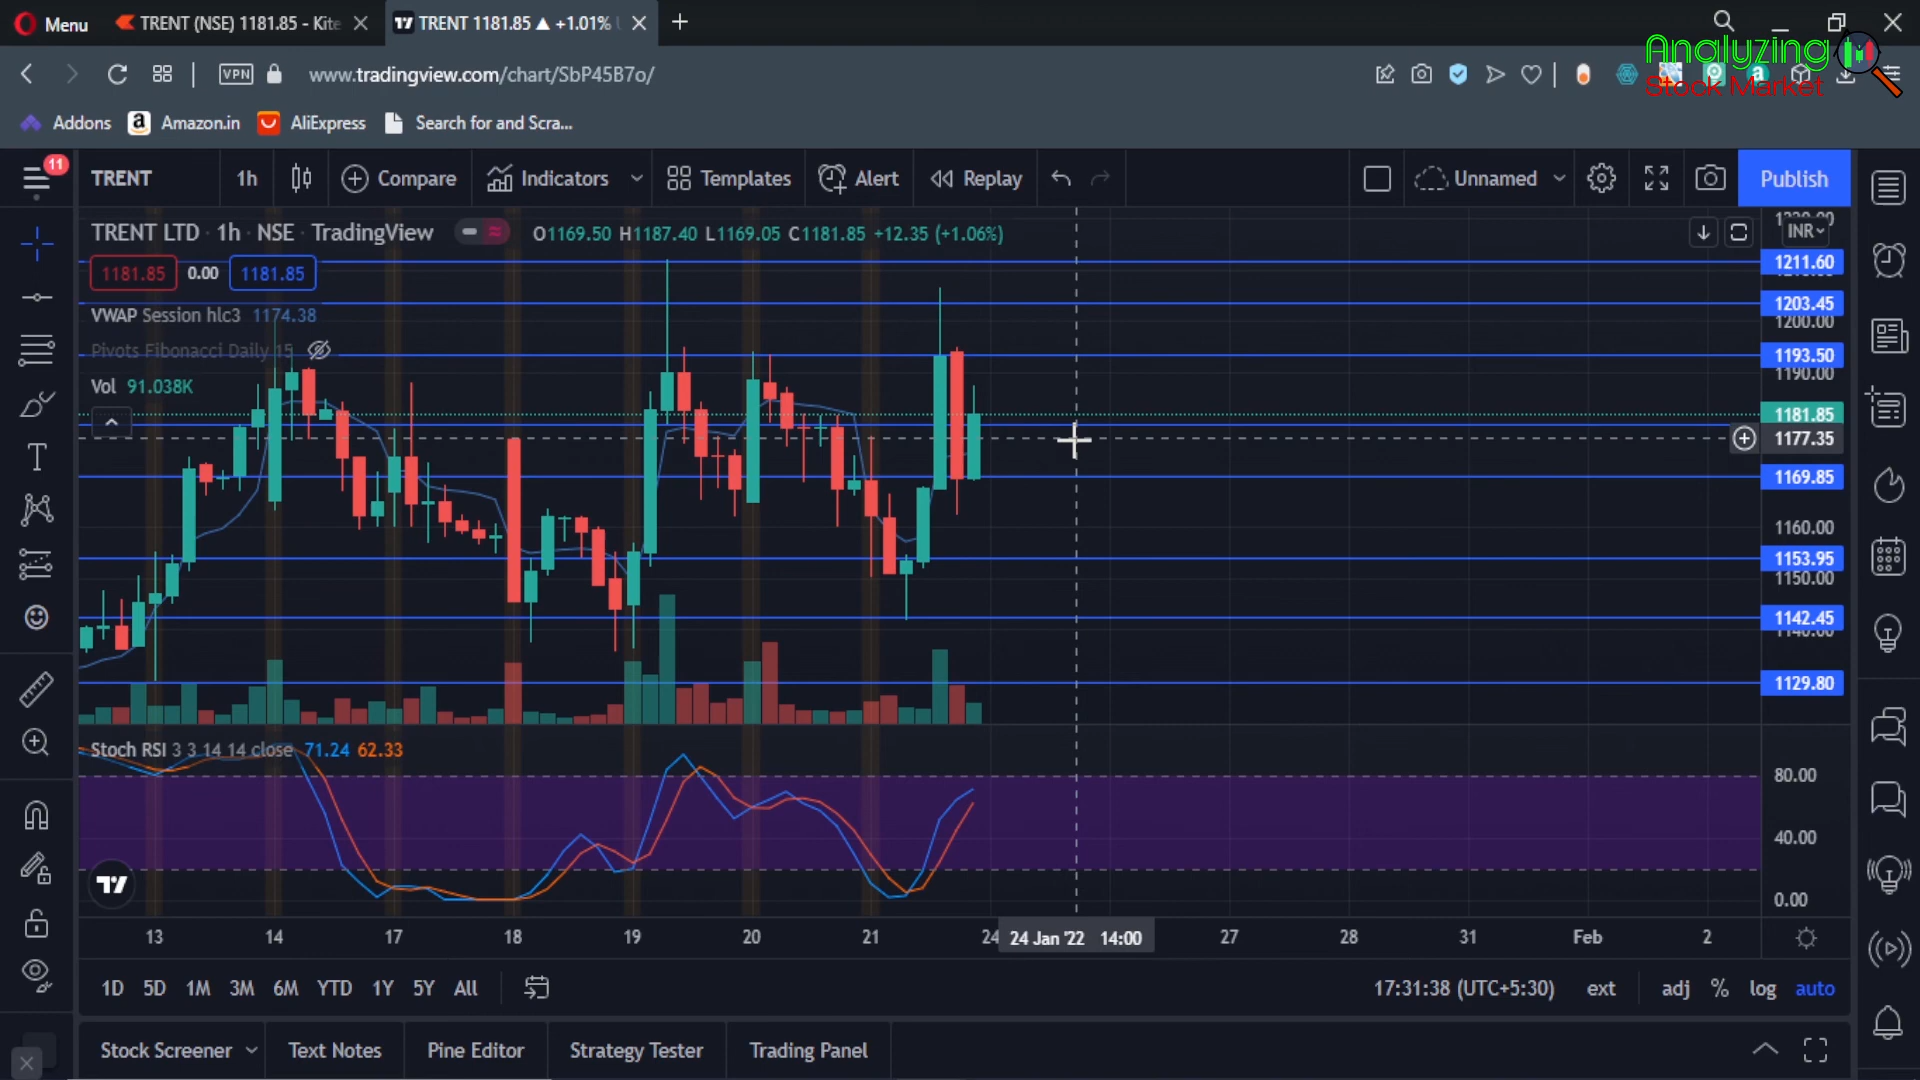 Menu
TRENT (NSE) 1181.85 - Kite
TRENT 1181.85 ▲ +1.01%
VPN
www.tradingview.com/chart/SbP45B7o/
Analyzing
Stock Market
Addons
Amazon.in
AliExpress
Search for and Scra...
11
TRENT
1h
Compare
Indicators
Templates
Alert
Replay
Unnamed
Publish
TRENT LTD · 1h · NSE · TradingView
O1169.50 H1187.40 L1169.05 C1181.85 +12.35 (+1.06%)
INR
1181.85 0.00 1181.85
VWAP Session hlc3 1174.38
Pivots Fibonacci Daily 15
Vol 91.038K
1211.60
1203.45
1200.00
1193.50
1190.00
1181.85
1177.35
1169.85
1160.00
1153.95
1150.00
1142.45
1129.80
Stoch RSI 3 3 14 14 close 71.24 62.33
80.00
40.00
0.00
13 14 17 18 19 20 21 24 24 Jan '22 14:00 27 28 31 Feb 2
1D 5D 1M 3M 6M YTD 1Y 5Y All
17:31:38 (UTC+5:30) ext adj % log auto
Stock Screener
Text Notes
Pine Editor
Strategy Tester
Trading Panel